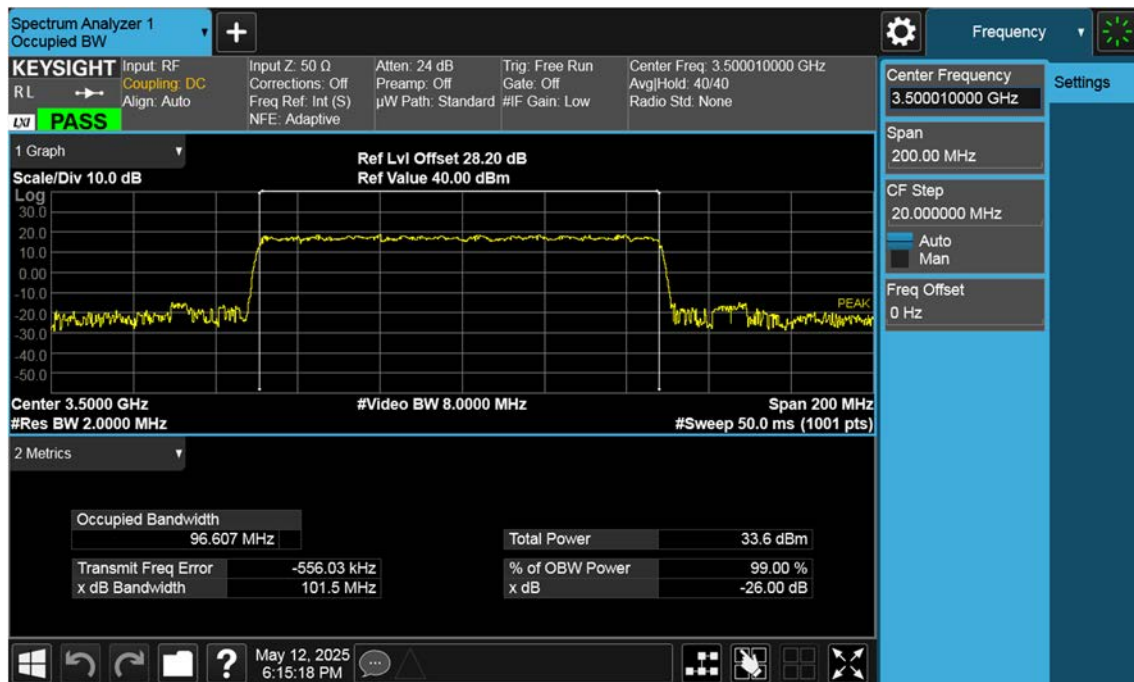 Spectrum Analyzer 1
Occupied BW
Frequency
KEYSIGHT
R L
LXI
PASS
Input: RF
Coupling: DC
Align: Auto
Input Z: 50 Ω
Corrections: Off
Freq Ref: Int (S)
NFE: Adaptive
Atten: 24 dB
Preamp: Off
µW Path: Standard
Trig: Free Run
Gate: Off
#IF Gain: Low
Center Freq: 3.500010000 GHz
Avg|Hold: 40/40
Radio Std: None
Center Frequency
3.500010000 GHz
Settings
Span
200.00 MHz
CF Step
20.000000 MHz
Auto
Man
Freq Offset
0 Hz
1 Graph
Scale/Div 10.0 dB
Ref Lvl Offset 28.20 dB
Ref Value 40.00 dBm
Log
30.0
20.0
10.0
0.00
-10.0
-20.0
-30.0
-40.0
-50.0
PEAK
Center 3.5000 GHz
#Video BW 8.0000 MHz
Span 200 MHz
#Res BW 2.0000 MHz
#Sweep 50.0 ms (1001 pts)
2 Metrics
Occupied Bandwidth
96.607 MHz
Total Power 33.6 dBm
Transmit Freq Error -556.03 kHz
% of OBW Power 99.00 %
x dB Bandwidth 101.5 MHz
x dB -26.00 dB
?
May 12, 2025
6:15:18 PM